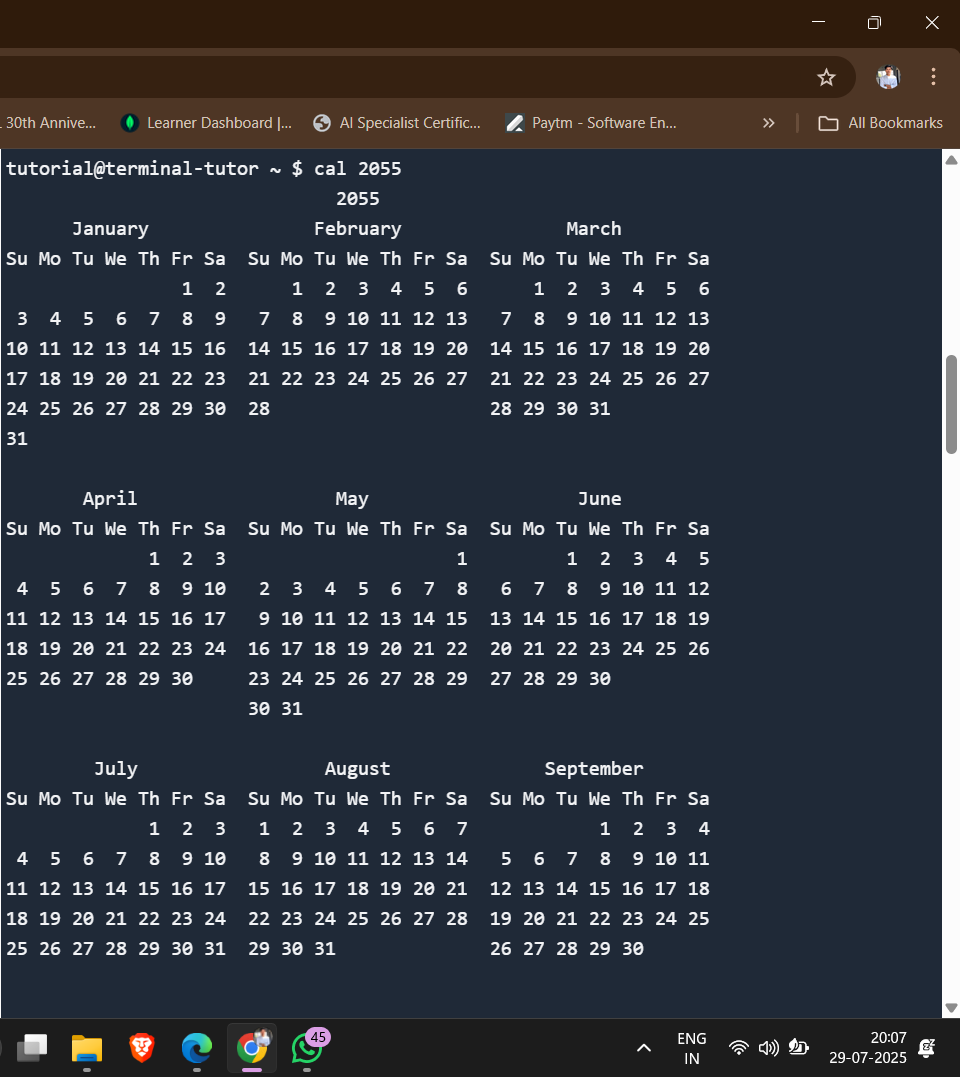 . 30th Annive... Learner Dashboard |... AI Specialist Certific... Paytm - Software En... » All Bookmarks
tutorial@terminal-tutor ~ $ cal 2055
                              2055
      January               February               March
Su Mo Tu We Th Fr Sa  Su Mo Tu We Th Fr Sa  Su Mo Tu We Th Fr Sa
                1  2      1  2  3  4  5  6      1  2  3  4  5  6
 3  4  5  6  7  8  9   7  8  9 10 11 12 13   7  8  9 10 11 12 13
10 11 12 13 14 15 16  14 15 16 17 18 19 20  14 15 16 17 18 19 20
17 18 19 20 21 22 23  21 22 23 24 25 26 27  21 22 23 24 25 26 27
24 25 26 27 28 29 30  28                    28 29 30 31
31
       April                  May                   June
Su Mo Tu We Th Fr Sa  Su Mo Tu We Th Fr Sa  Su Mo Tu We Th Fr Sa
             1  2  3                     1         1  2  3  4  5
 4  5  6  7  8  9 10   2  3  4  5  6  7  8   6  7  8  9 10 11 12
11 12 13 14 15 16 17   9 10 11 12 13 14 15  13 14 15 16 17 18 19
18 19 20 21 22 23 24  16 17 18 19 20 21 22  20 21 22 23 24 25 26
25 26 27 28 29 30     23 24 25 26 27 28 29  27 28 29 30
                      30 31
        July                 August              September
Su Mo Tu We Th Fr Sa  Su Mo Tu We Th Fr Sa  Su Mo Tu We Th Fr Sa
             1  2  3   1  2  3  4  5  6  7            1  2  3  4
 4  5  6  7  8  9 10   8  9 10 11 12 13 14   5  6  7  8  9 10 11
11 12 13 14 15 16 17  15 16 17 18 19 20 21  12 13 14 15 16 17 18
18 19 20 21 22 23 24  22 23 24 25 26 27 28  19 20 21 22 23 24 25
25 26 27 28 29 30 31  29 30 31              26 27 28 29 30
45
ENG
IN
20:07
29-07-2025